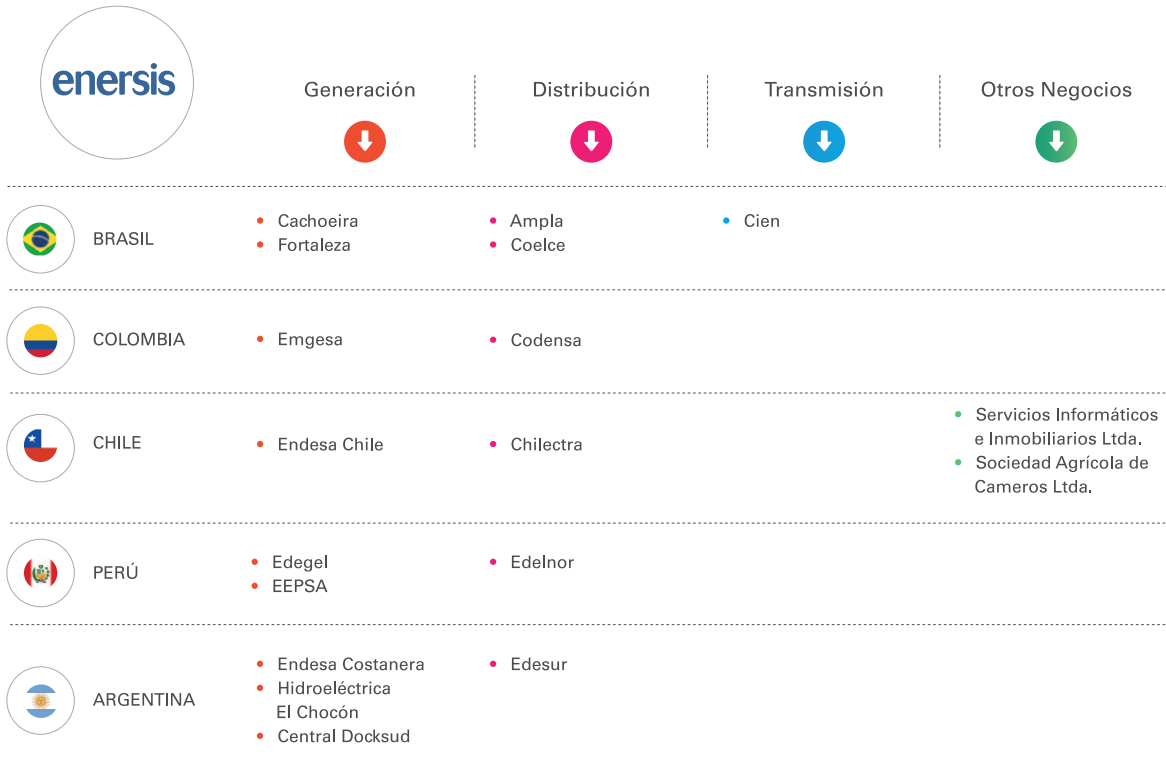 enersis
Generación
Distribución
Transmisión
Otros Negocios
BRASIL
Cachoeira
Fortaleza
Ampla
Coelce
Cien
COLOMBIA
Emgesa
Codensa
CHILE
Endesa Chile
Chilectra
Servicios Informáticos
e Inmobiliarios Ltda.
Sociedad Agrícola de
Cameros Ltda.
PERÚ
Edegel
EEPSA
Edelnor
ARGENTINA
Endesa Costanera
Hidroeléctrica
El Chocón
Central Docksud
Edesur